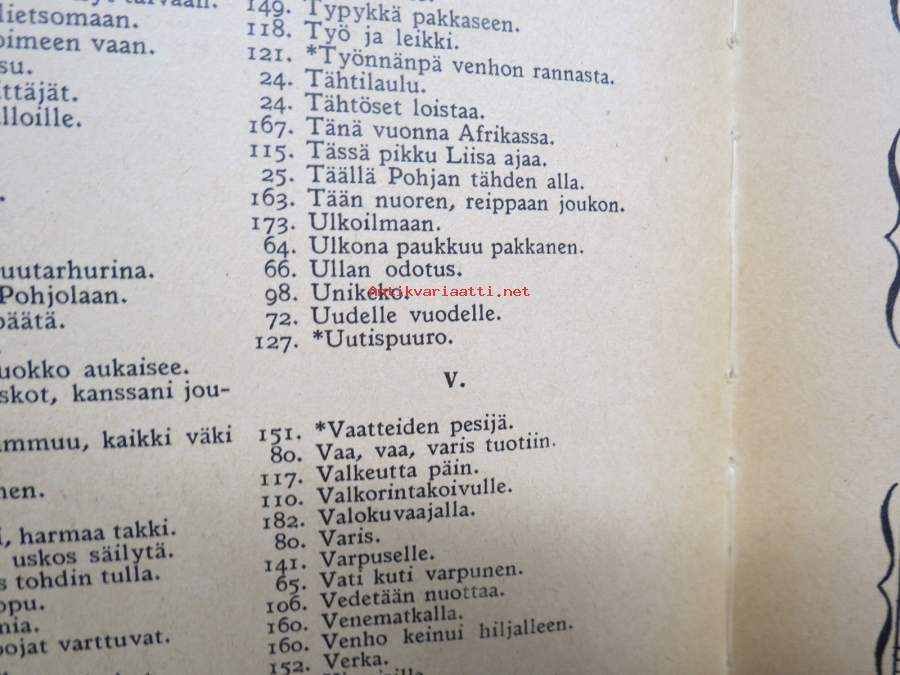 lietsomaan.
oimeen vaan.
su.
ttäjät.
lloille.
uutarhurina.
Pohjolaan.
päätä.
uokko aukaisee.
skot, kanssani jou-
ammuu, kaikki väki
nen.
i, harmaa takki.
uskos säilytä.
s tohdin tulla.
opu.
nia.
pojat varttuvat.
149. Typykkä pakkaseen.
118. Työ ja leikki.
121. *Työnnänpä venhon rannasta.
24. Tähtilaulu.
24. Tähtöset loistaa.
167. Tänä vuonna Afrikassa.
115. Tässä pikku Liisa ajaa.
25. Täällä Pohjan tähden alla.
163. Tään nuoren, reippaan joukon.
173. Ulkoilmaan.
64. Ulkona paukkuu pakkanen.
66. Ullan odotus.
98. Unikeko.
Antikvariaatti.net
72. Uudelle vuodelle.
127. *Uutispuuro.
V.
151. *Vaatteiden pesijä.
80. Vaa, vaa, varis tuotiin.
117. Valkeutta päin.
110. Valkorintakoivulle.
182. Valokuvaajalla.
80. Varis.
141. Varpuselle.
65. Vati kuti varpunen.
106. Vedetään nuottaa.
160. Venematkalla.
160. Venho keinui hiljalleen.
152. Verka.